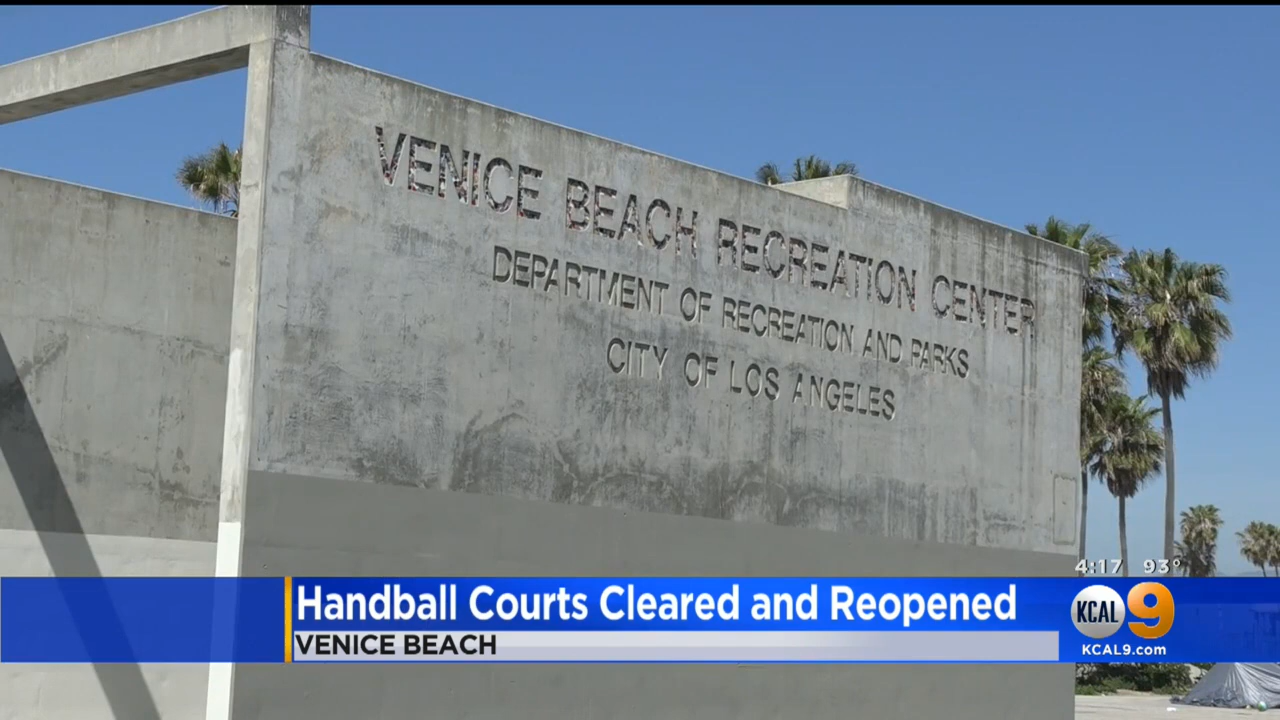 VENICE BEACH RECREATION CENTER
DEPARTMENT OF RECREATION AND PARKS
CITY OF LOS ANGELES
4:17 93°
Handball Courts Cleared and Reopened
VENICE BEACH
KCAL 9
KCAL9.com